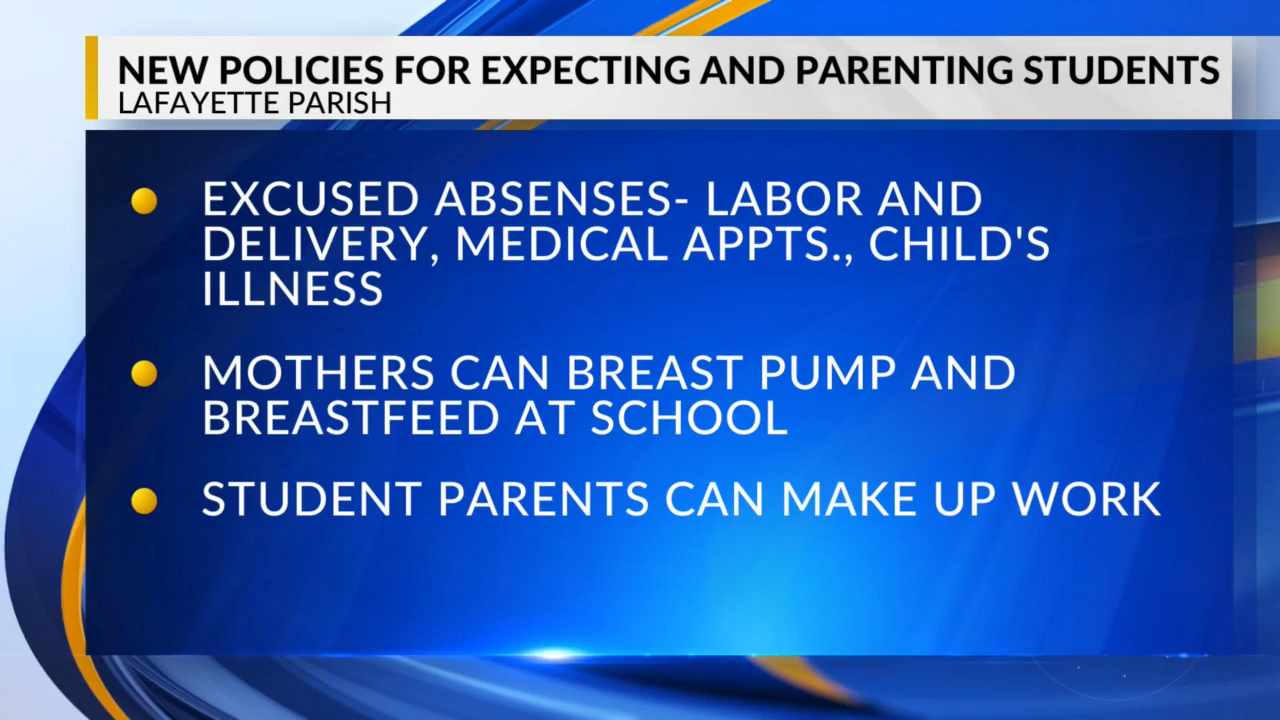 NEW POLICIES FOR EXPECTING AND PARENTING STUDENTS
LAFAYETTE PARISH
EXCUSED ABSENSES- LABOR AND
DELIVERY, MEDICAL APPTS., CHILD'S
ILLNESS
MOTHERS CAN BREAST PUMP AND
BREASTFEED AT SCHOOL
STUDENT PARENTS CAN MAKE UP WORK